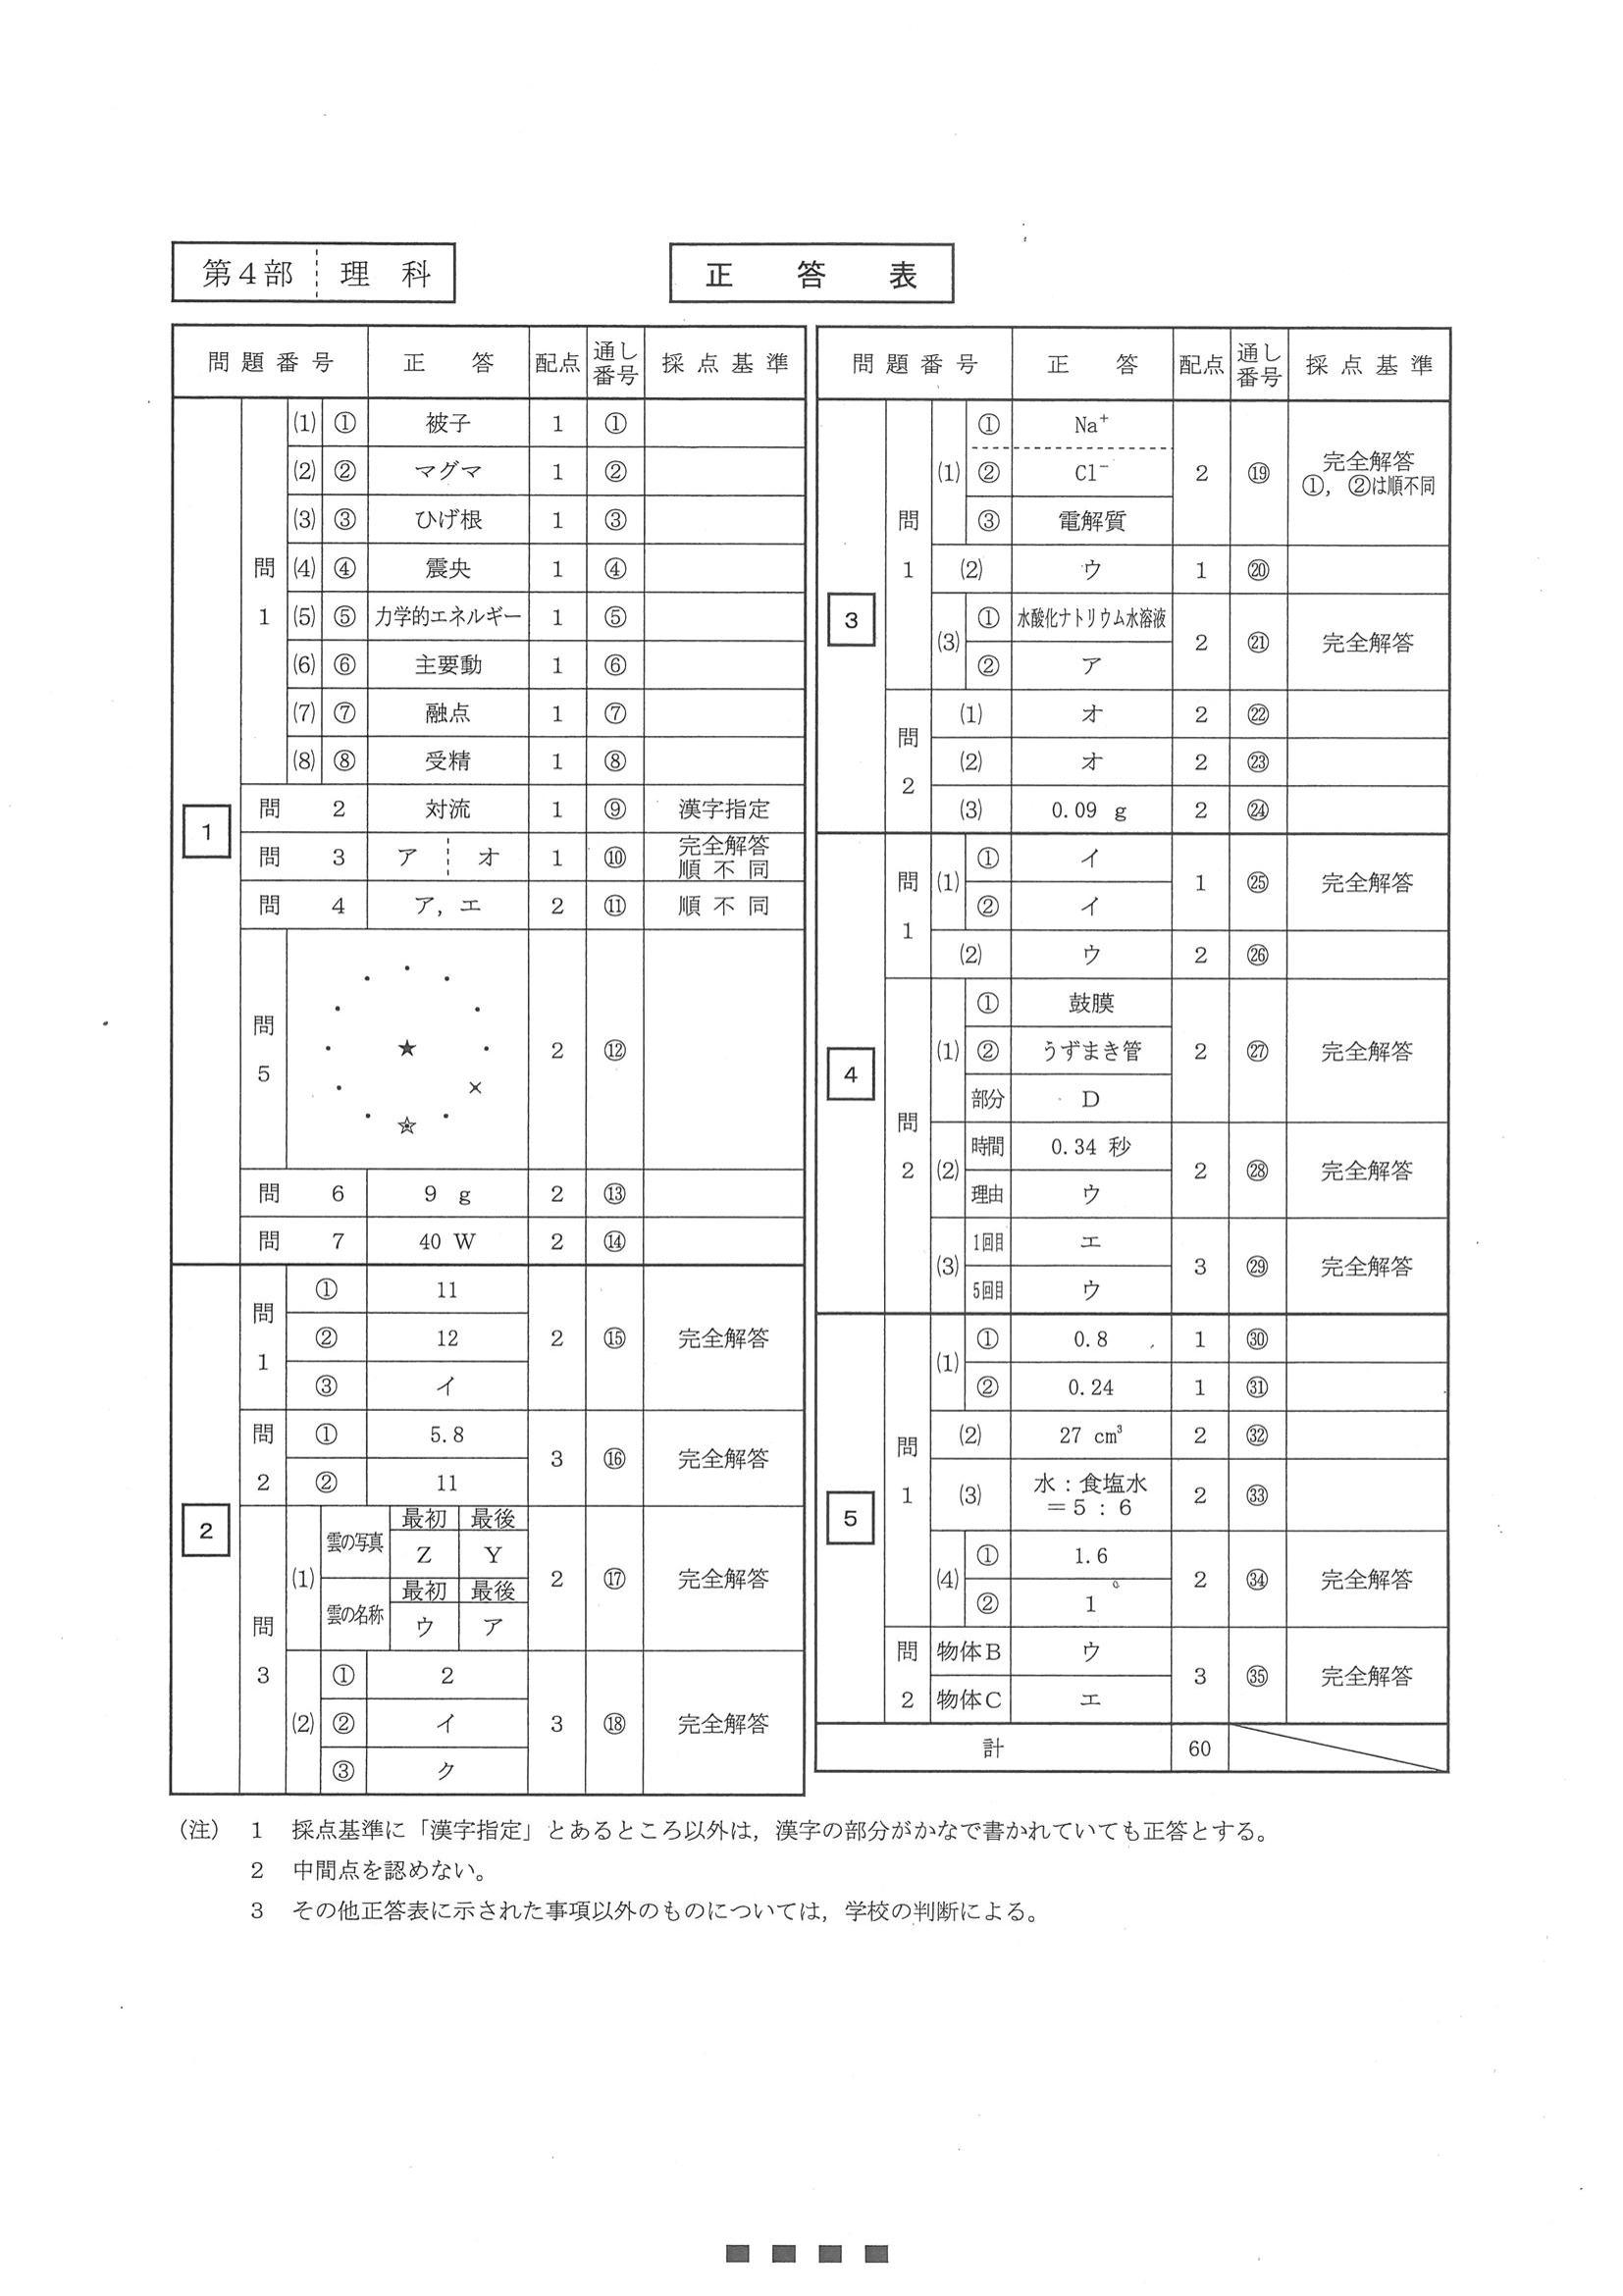 第4部 理 科
正 答 表
問 題 番 号 正 答 配点 通し番号 採 点 基 準
1
問1 (1) ① 被子 1 ①
(2) ② マグマ 1 ②
(3) ③ ひげ根 1 ③
(4) ④ 震央 1 ④
(5) ⑤ 力学的エネルギー 1 ⑤
(6) ⑥ 主要動 1 ⑥
(7) ⑦ 融点 1 ⑦
(8) ⑧ 受精 1 ⑧
問 2 対流 1 ⑨ 漢字指定
問 3 ア オ 1 ⑩ 完全解答 順 不 同
問 4 ア，エ 2 ⑪ 順 不 同
問5 2 ⑫
問 6 9 g 2 ⑬
問 7 40 W 2 ⑭
2
問1 ① 11 2 ⑮ 完全解答
② 12
③ イ
問2 ① 5.8 3 ⑯ 完全解答
② 11
問3 (1) 雲の写真 最初 最後 2 ⑰ 完全解答
Z Y
雲の名称 最初 最後
ウ ア
(2) ① 2 3 ⑱ 完全解答
② イ
③ ク
問 題 番 号 正 答 配点 通し番号 採 点 基 準
3
問1 (1) ① Na⁺ 2 ⑲ 完全解答 ①，②は順不同
② Cl⁻
③ 電解質
(2) ウ 1 ⑳
(3) ① 水酸化ナトリウム水溶液 2 ㉑ 完全解答
② ア
問2 (1) オ 2 ㉒
(2) オ 2 ㉓
(3) 0.09 g 2 ㉔
4
問1 (1) ① イ 1 ㉕ 完全解答
② イ
(2) ウ 2 ㉖
問2 (1) ① 鼓膜 2 ㉗ 完全解答
② うずまき管
部分 D
(2) 時間 0.34 秒 2 ㉘ 完全解答
理由 ウ
(3) 1回目 エ 3 ㉙ 完全解答
5回目 ウ
5
問1 (1) ① 0.8 1 ㉚
② 0.24 1 ㉛
(2) 27 cm³ 2 ㉜
(3) 水：食塩水 ＝5：6 2 ㉝
(4) ① 1.6 2 ㉞ 完全解答
② 1
問2 物体B ウ 3 ㉟ 完全解答
物体C エ
計 60
（注） 1 採点基準に「漢字指定」とあるところ以外は，漢字の部分がかなで書かれていても正答とする。
2 中間点を認めない。
3 その他正答表に示された事項以外のものについては，学校の判断による。